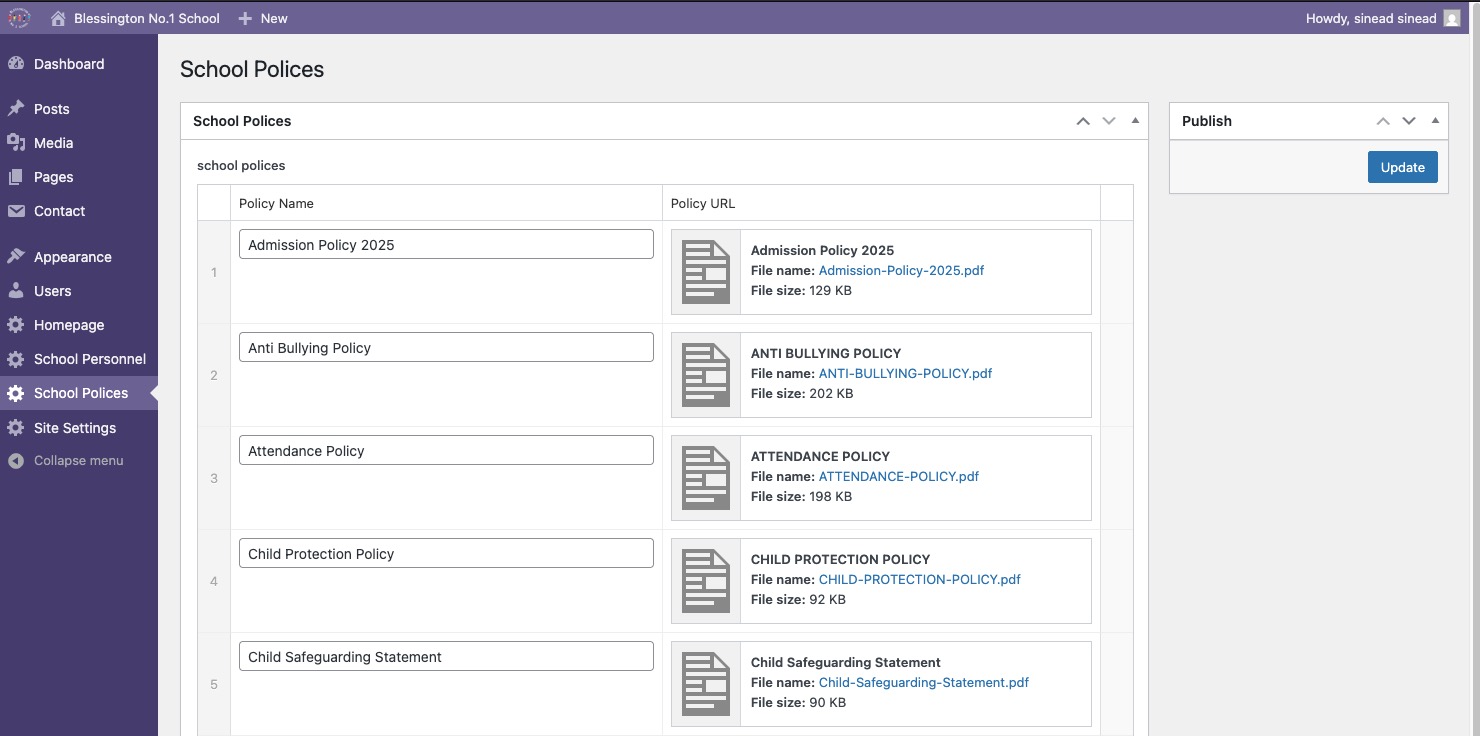 Blessington No.1 School
New
Howdy, sinead sinead
Dashboard
Posts
Media
Pages
Contact
Appearance
Users
Homepage
School Personnel
School Polices
Site Settings
Collapse menu
School Polices
School Polices
school polices
Policy Name
Policy URL
1
Admission Policy 2025
Admission Policy 2025
File name: Admission-Policy-2025.pdf
File size: 129 KB
2
Anti Bullying Policy
ANTI BULLYING POLICY
File name: ANTI-BULLYING-POLICY.pdf
File size: 202 KB
3
Attendance Policy
ATTENDANCE POLICY
File name: ATTENDANCE-POLICY.pdf
File size: 198 KB
4
Child Protection Policy
CHILD PROTECTION POLICY
File name: CHILD-PROTECTION-POLICY.pdf
File size: 92 KB
5
Child Safeguarding Statement
Child Safeguarding Statement
File name: Child-Safeguarding-Statement.pdf
File size: 90 KB
Publish
Update